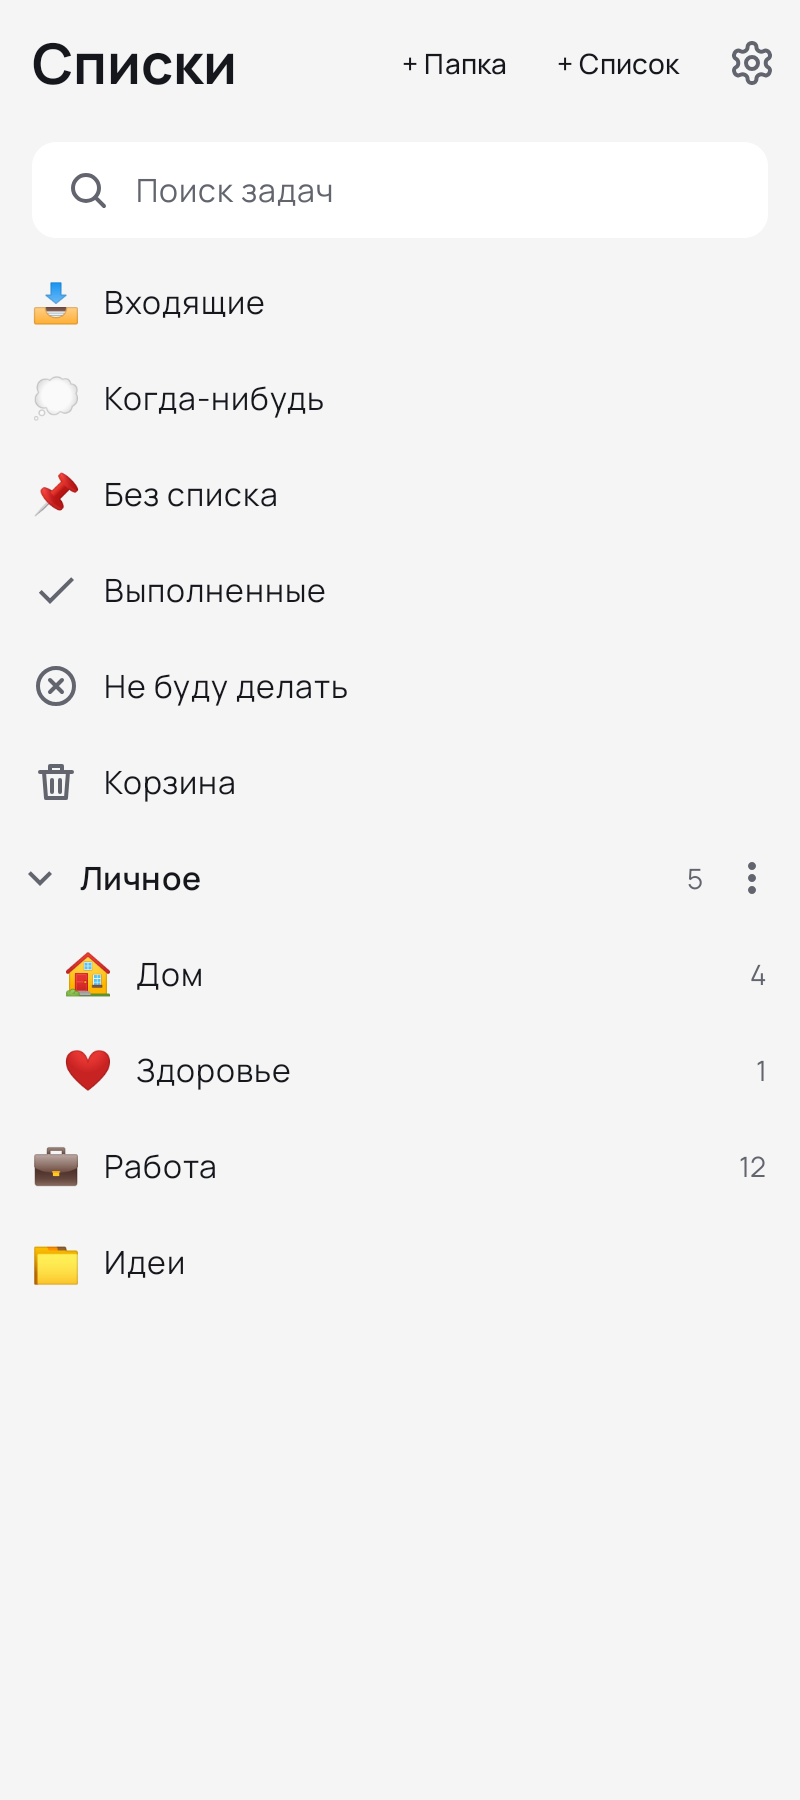 Списки
+ Папка
+ Список
Поиск задач
Входящие
Когда-нибудь
Без списка
Выполненные
Не буду делать
Корзина
Личное 5
Дом 4
Здоровье 1
Работа 12
Идеи